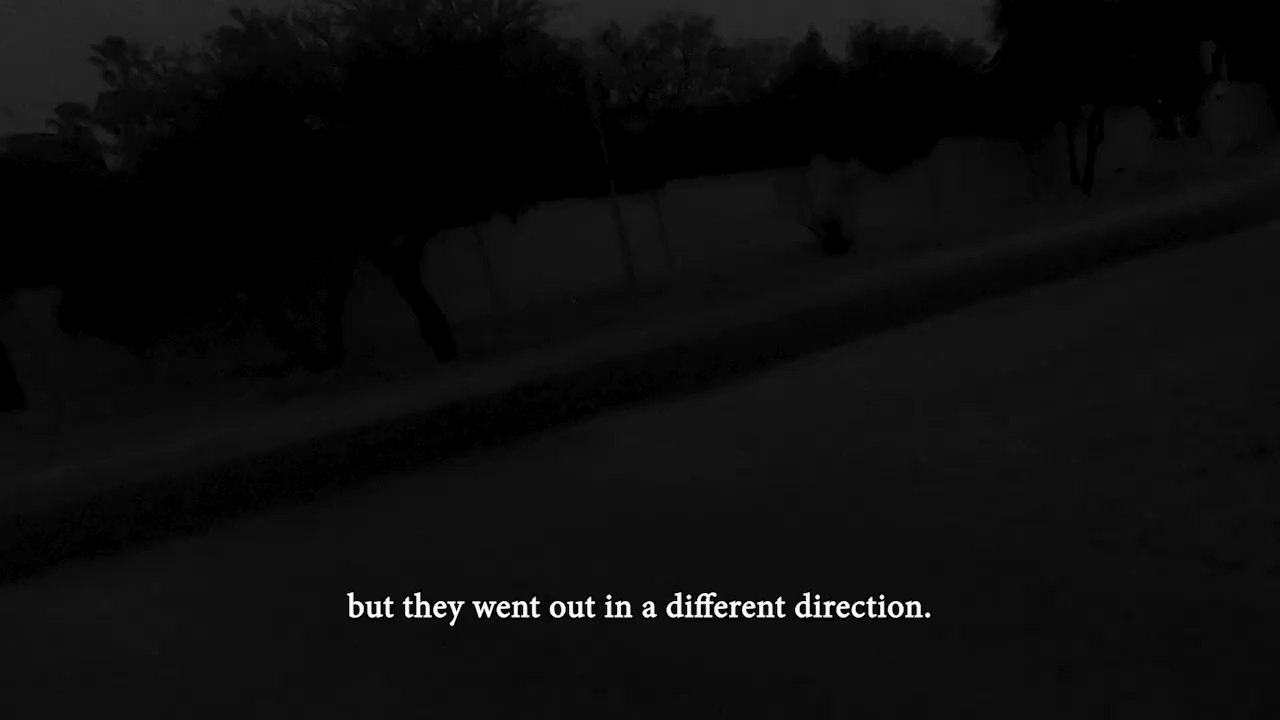 but they went out in a different direction.